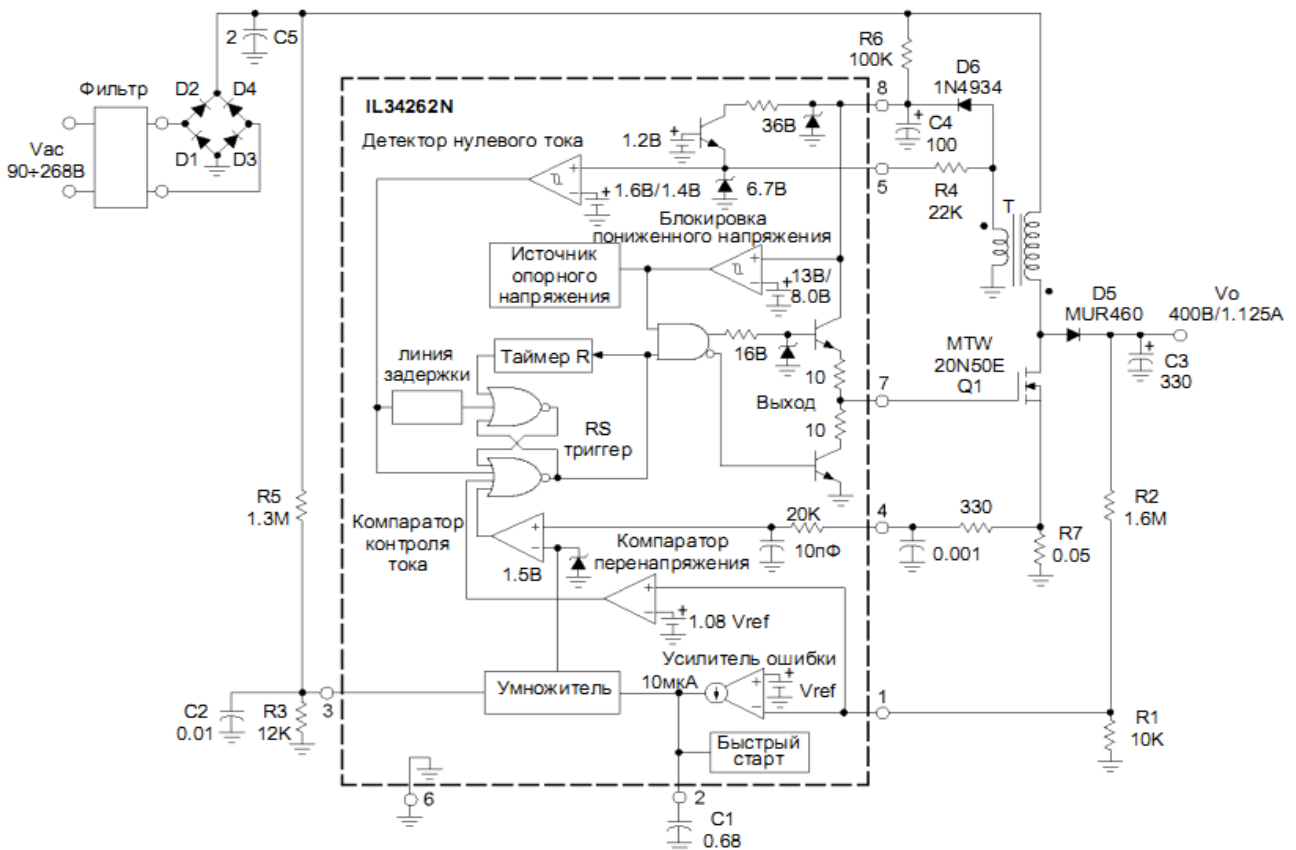 2
C5
R6
100K
D6
1N4934
Фильтр
D2
D4
D1
D3
Vac
90÷268В
IL34262N
Детектор нулевого тока
1.2В
36В
8
C4
100
1.6В/1.4В
6.7В
5
R4
22K
T
Блокировка
пониженного напряжения
Источник
опорного
напряжения
13В/
8.0В
D5
MUR460
Vo
400В/1.125А
C3
330
линия
задержки
Таймер R
16В
10
7
MTW
20N50E
Q1
Выход
10
RS
триггер
R5
1.3M
R2
1.6M
Компаратор
контроля
тока
1.5В
20K
10пФ
4
330
0.001
R7
0.05
Компаратор
перенапряжения
1.08 Vref
Усилитель ошибки
Умножитель
10мкА
Vref
1
C2
0.01
R3
12K
3
R1
10K
Быстрый
старт
6
2
C1
0.68